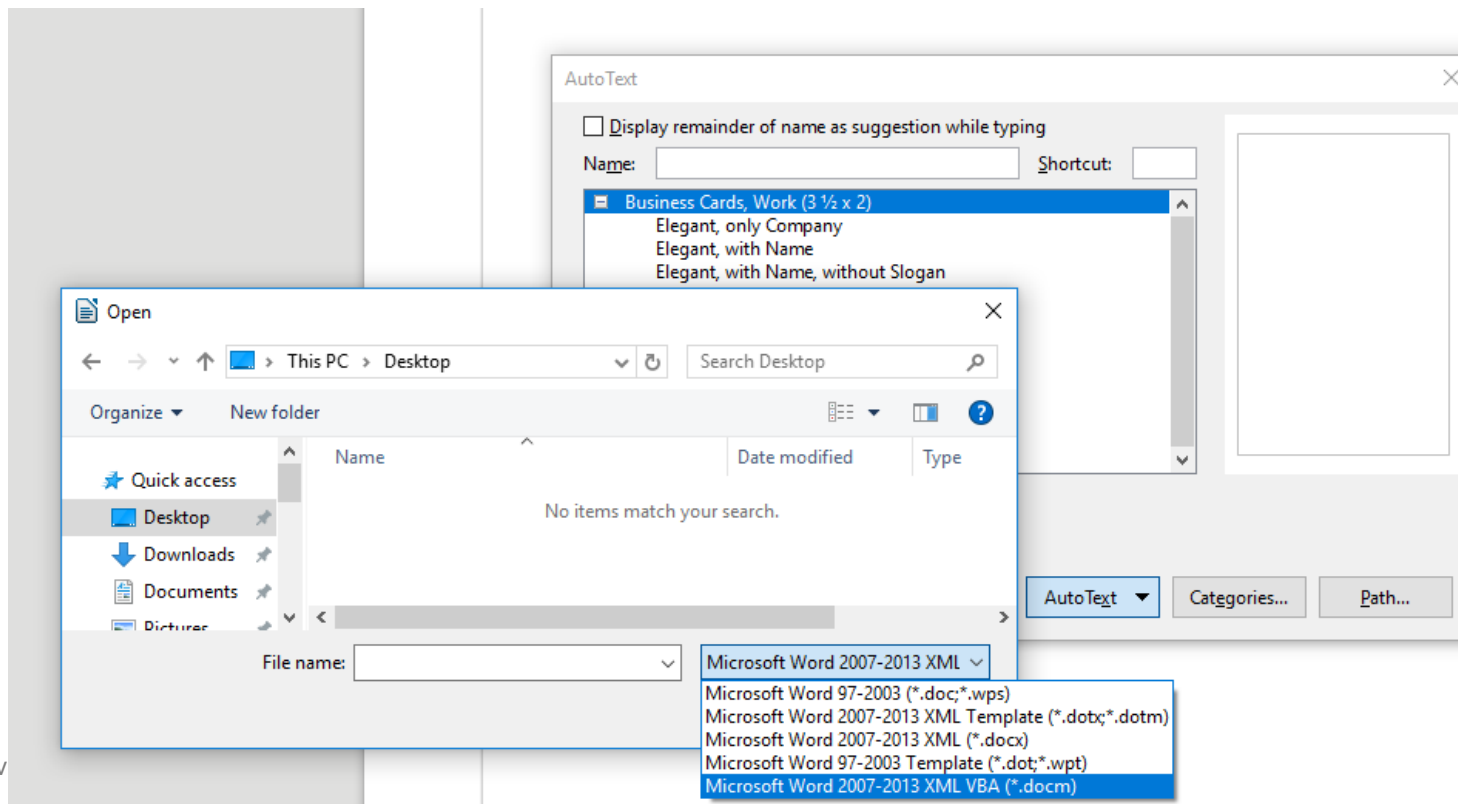 AutoText
Display remainder of name as suggestion while typing
Name:
Shortcut:
Business Cards, Work (3 ½ x 2)
Elegant, only Company
Elegant, with Name
Elegant, with Name, without Slogan
Open
This PC > Desktop
Search Desktop
Organize
New folder
?
Name
Date modified
Type
Quick access
No items match your search.
Desktop
Downloads
Documents
Pictures
AutoText
Categories...
Path...
File name:
Microsoft Word 2007-2013 XML
Microsoft Word 97-2003 (*.doc;*.wps)
Microsoft Word 2007-2013 XML Template (*.dotx;*.dotm)
Microsoft Word 2007-2013 XML (*.docx)
Microsoft Word 97-2003 Template (*.dot;*.wpt)
Microsoft Word 2007-2013 XML VBA (*.docm)